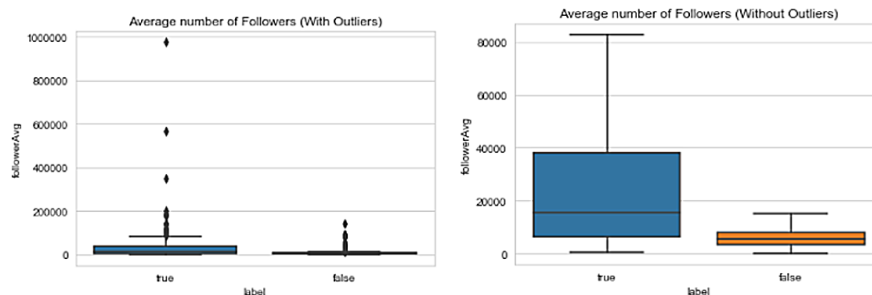 Average number of Followers (With Outliers)
1000000
800000
600000
400000
200000
0
followerAvg
true
false
label
Average number of Followers (Without Outliers)
80000
60000
40000
20000
0
followerAvg
true
false
label